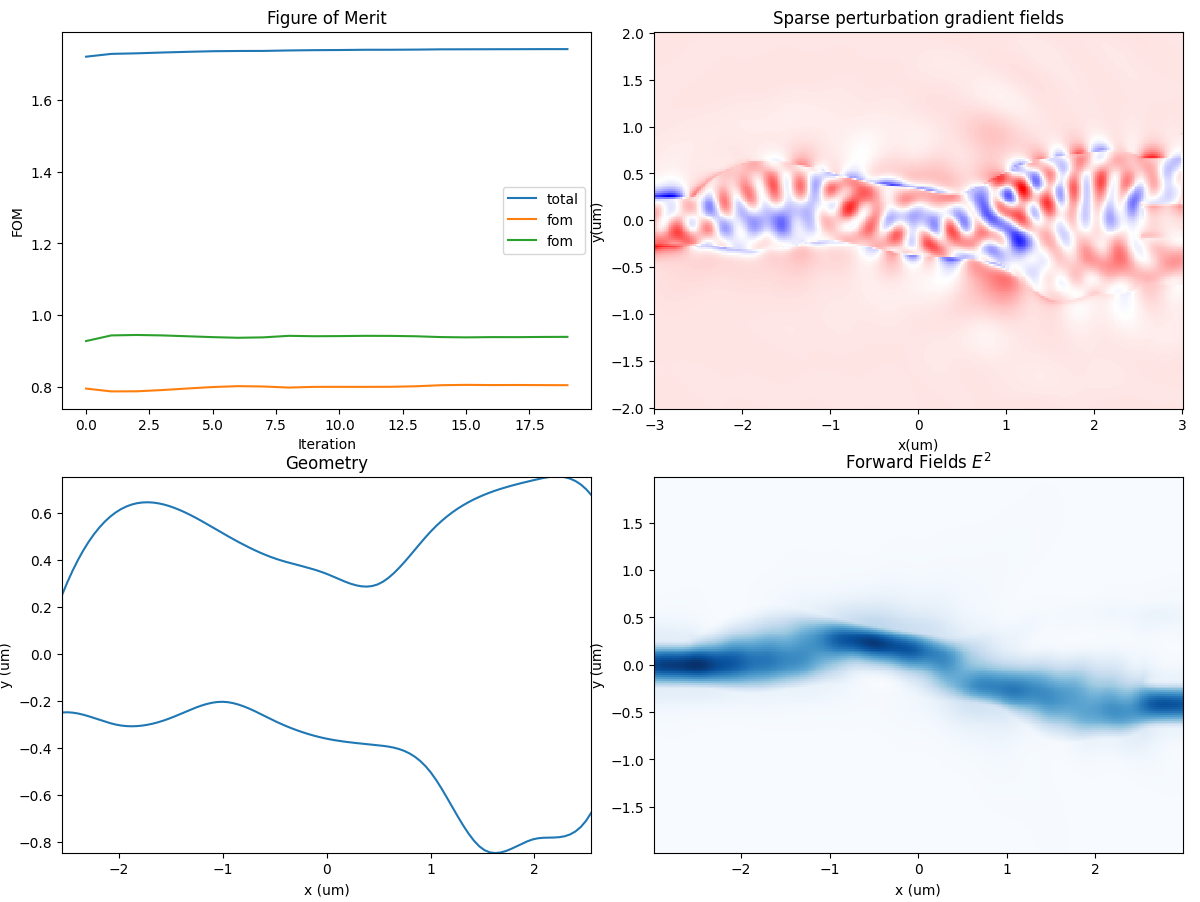 Figure of Merit
FOM
1.6
1.4
1.2
1.0
0.8
total
fom
fom
0.0 2.5 5.0 7.5 10.0 12.5 15.0 17.5
Iteration
Sparse perturbation gradient fields
y(um)
2.0
1.5
1.0
0.5
0.0
−0.5
−1.0
−1.5
−2.0
−3 −2 −1 0 1 2 3
x(um)
Geometry
y (um)
0.6
0.4
0.2
0.0
−0.2
−0.4
−0.6
−0.8
−2 −1 0 1 2
x (um)
Forward Fields E²
y (um)
1.5
1.0
0.5
0.0
−0.5
−1.0
−1.5
−2 −1 0 1 2
x (um)